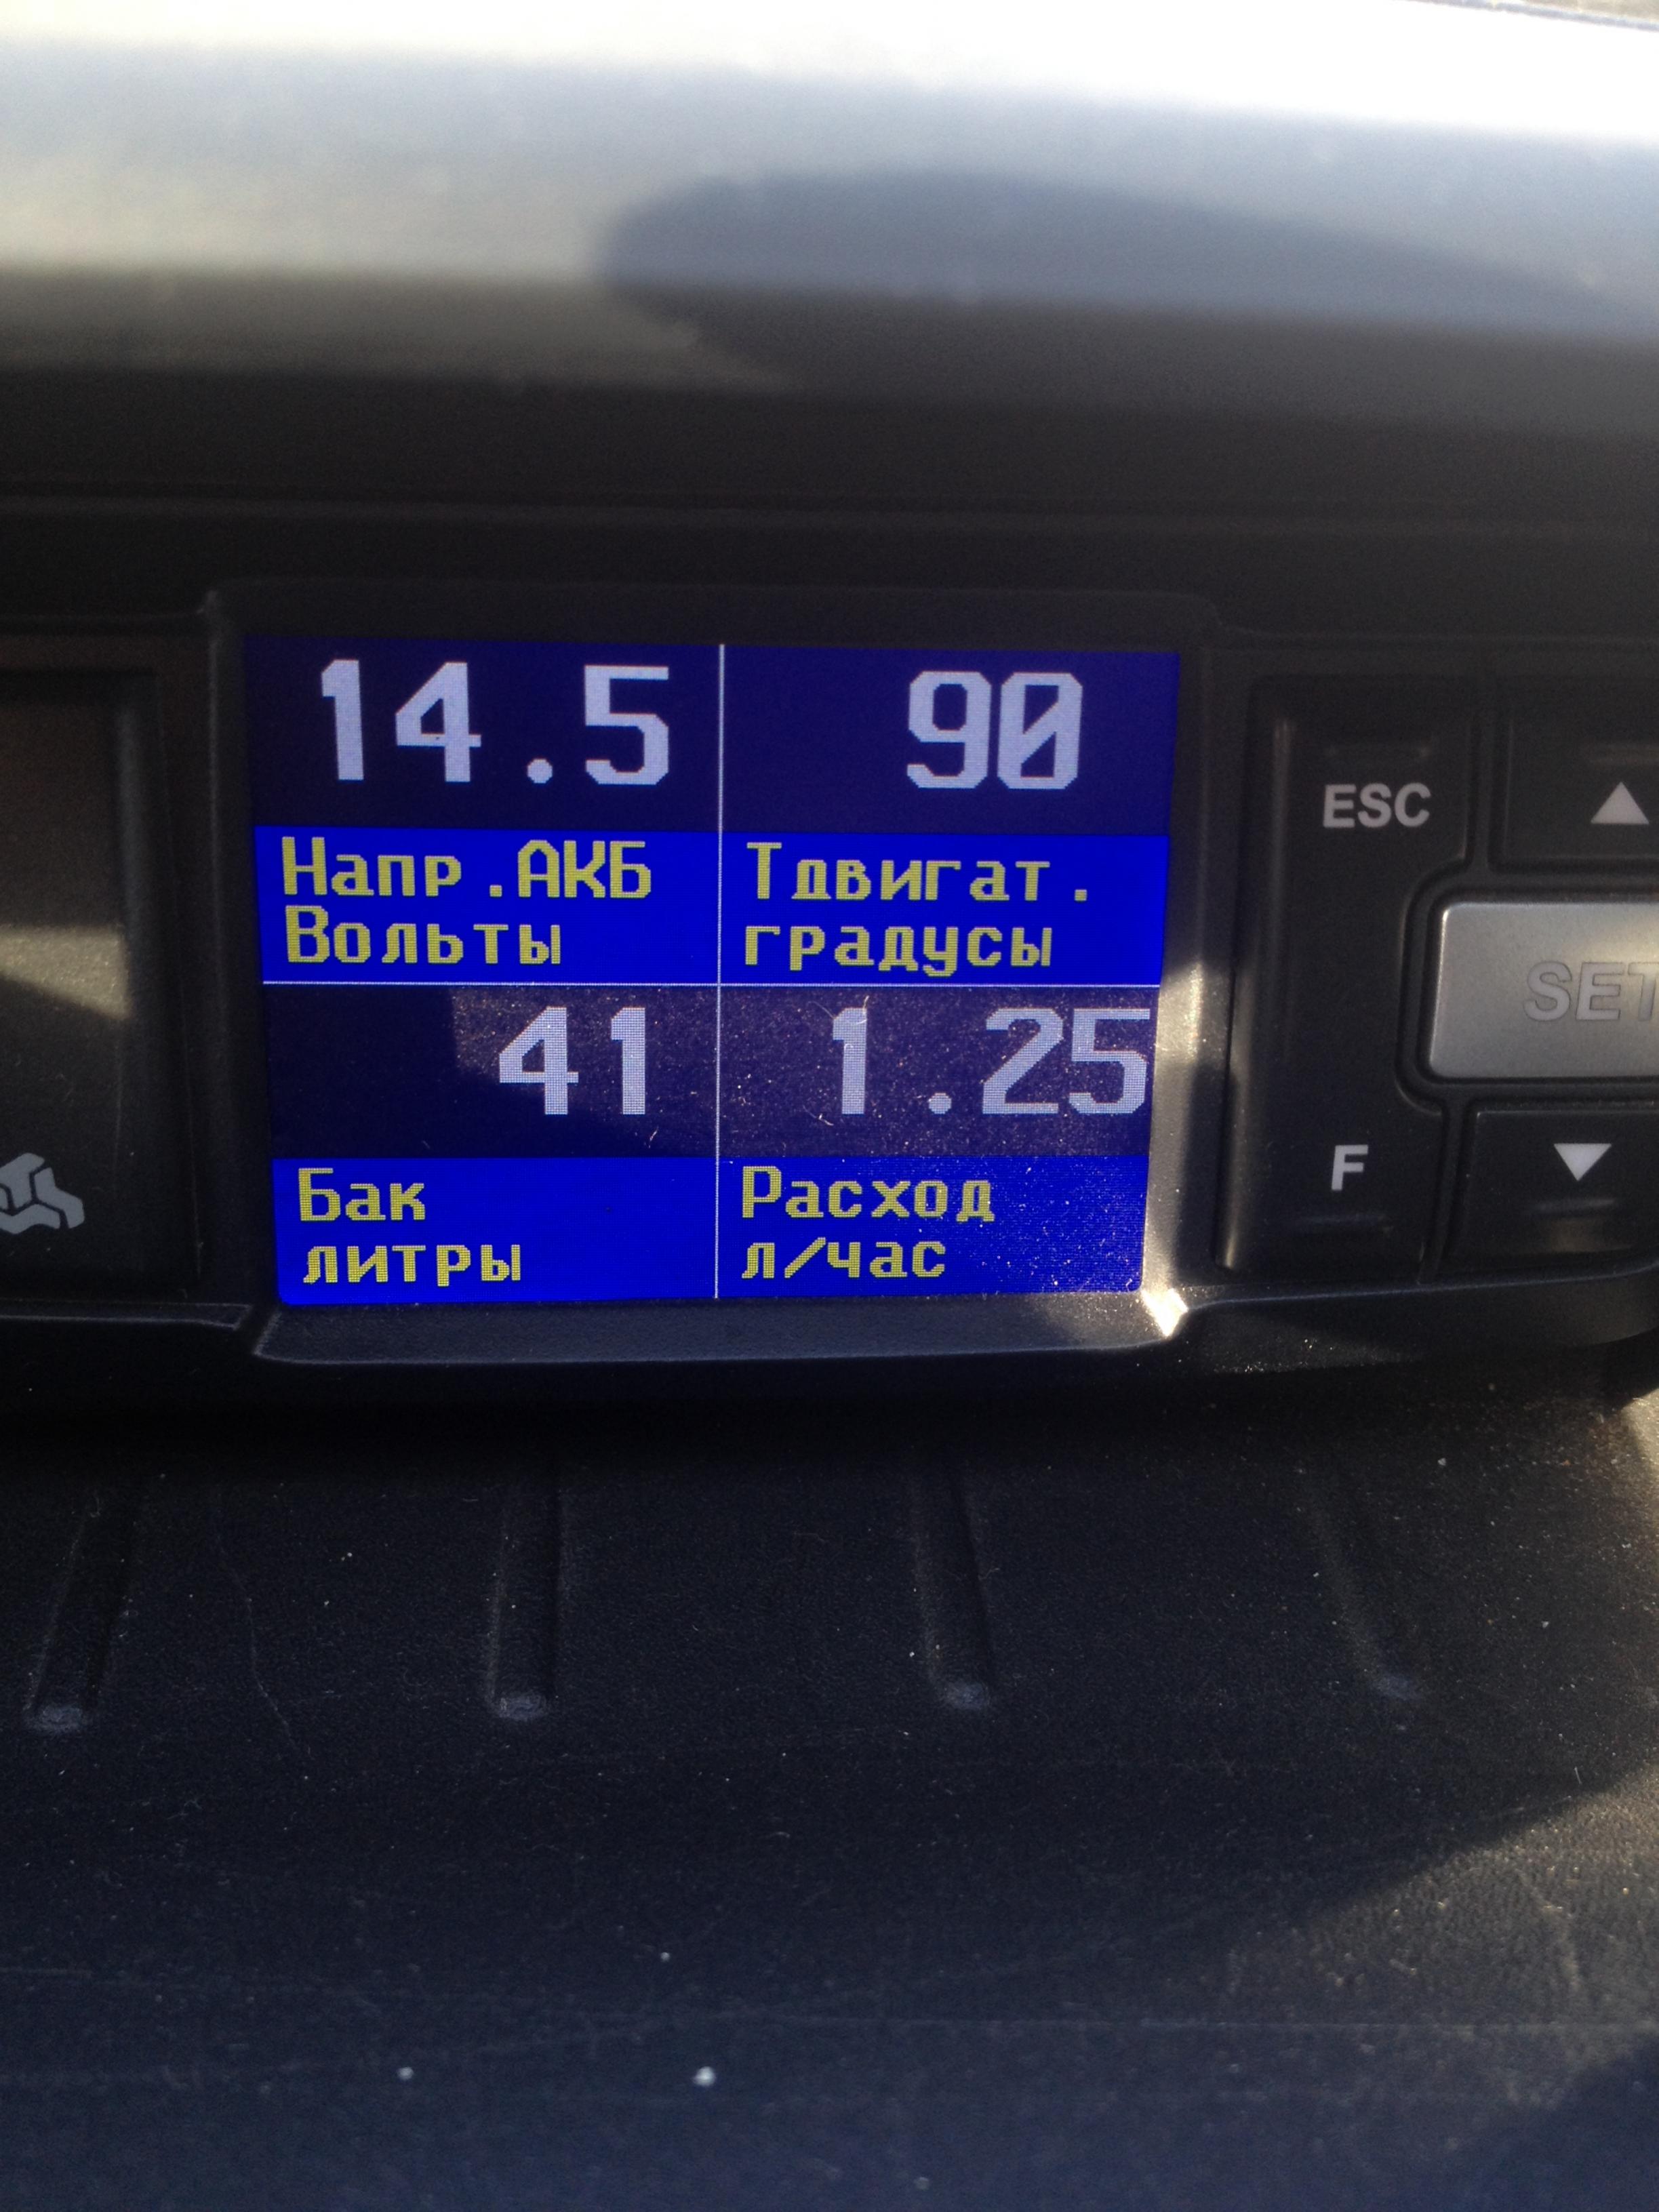 14.5
90
Напр.АКБ
Вольты
Тдвигат.
градусы
41
1.25
Бак
литры
Расход
л/час
ESC
SET
F